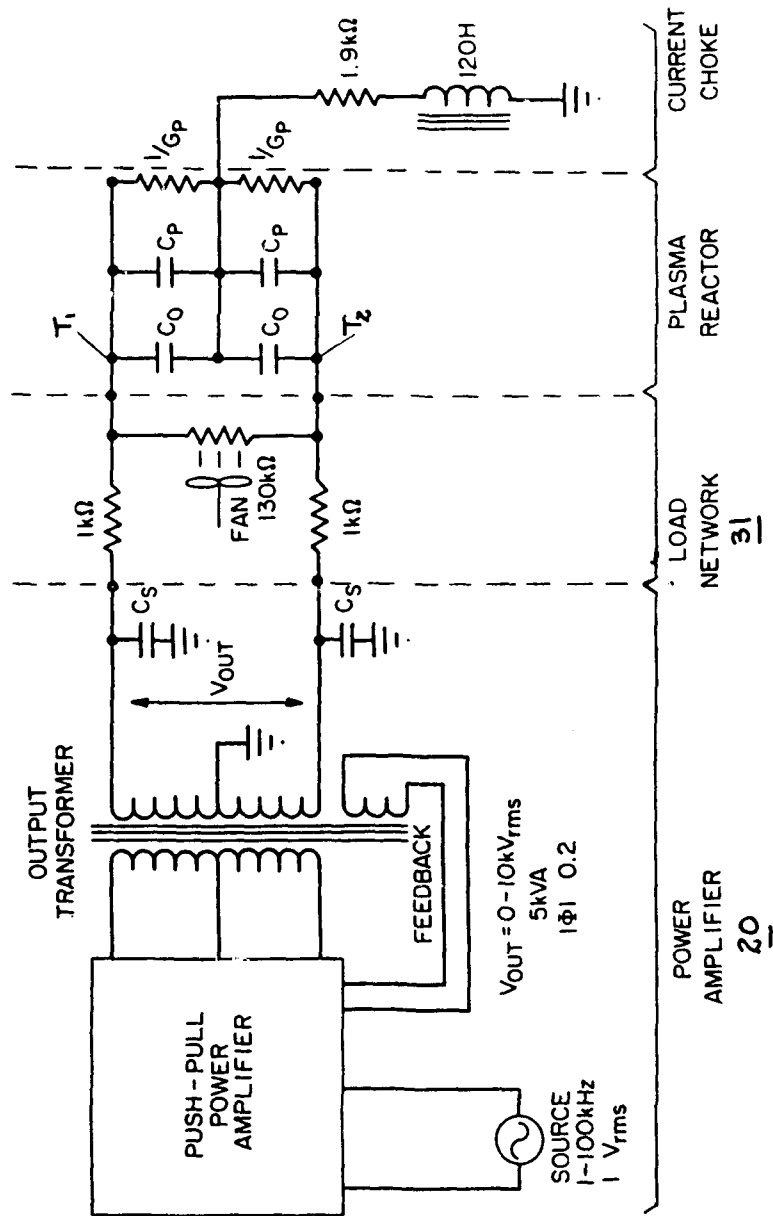 OUTPUT
TRANSFORMER
PUSH-PULL
POWER
AMPLIFIER
SOURCE
1-100kHz
1 Vrms
FEEDBACK
VOUT = 0-10kVrms
5kVA
|Φ| 0.2
VOUT
CS
CS
1kΩ
1kΩ
FAN
130kΩ
T1
T2
CO
CO
CP
CP
1/GP
1/GP
1.9kΩ
120H
POWER
AMPLIFIER
20
LOAD
NETWORK
31
PLASMA
REACTOR
CURRENT
CHOKE